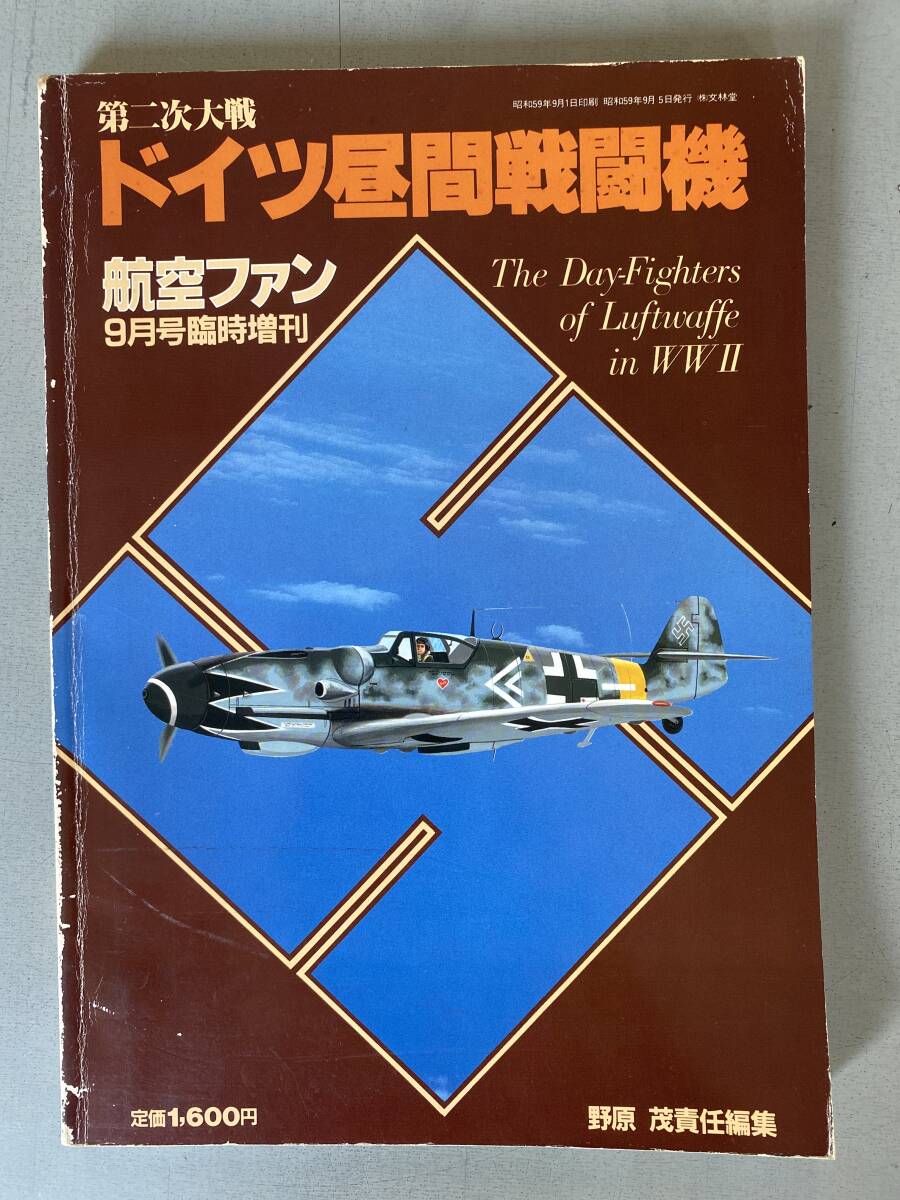 昭和59年9月1日印刷 昭和59年9月5日発行 ㈱文林堂
第二次大戦
ドイツ昼間戦闘機
航空ファン
9月号臨時増刊
The Day-Fighters
of Luftwaffe
in WWII
定価1,600円
野原 茂責任編集